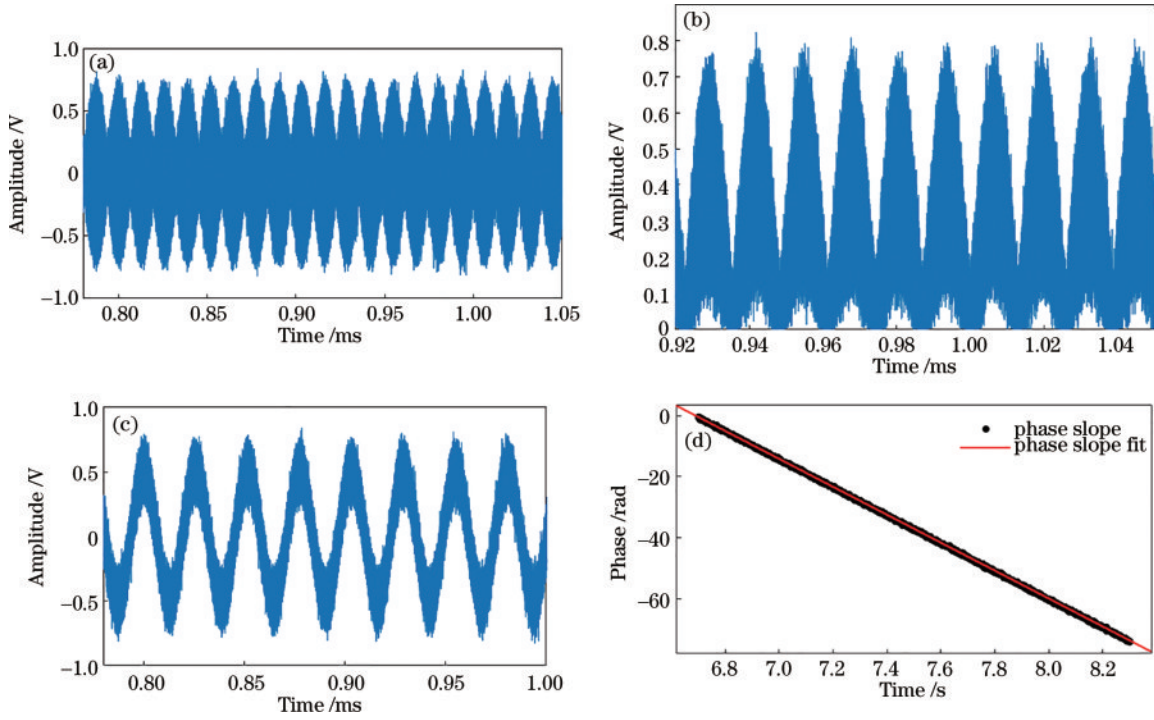 (a)
1.0
0.5
0
−0.5
−1.0
Amplitude /V
0.80 0.85 0.90 0.95 1.00 1.05
Time /ms
(b)
0.8
0.7
0.6
0.5
0.4
0.3
0.2
0.1
0
Amplitude /V
0.92 0.94 0.96 0.98 1.00 1.02 1.04
Time /ms
(c)
1.0
0.5
0
−0.5
−1.0
Amplitude /V
0.80 0.85 0.90 0.95 1.00
Time /ms
(d)
phase slope
phase slope fit
0
−20
−40
−60
Phase /rad
6.8 7.0 7.2 7.4 7.6 7.8 8.0 8.2
Time /s